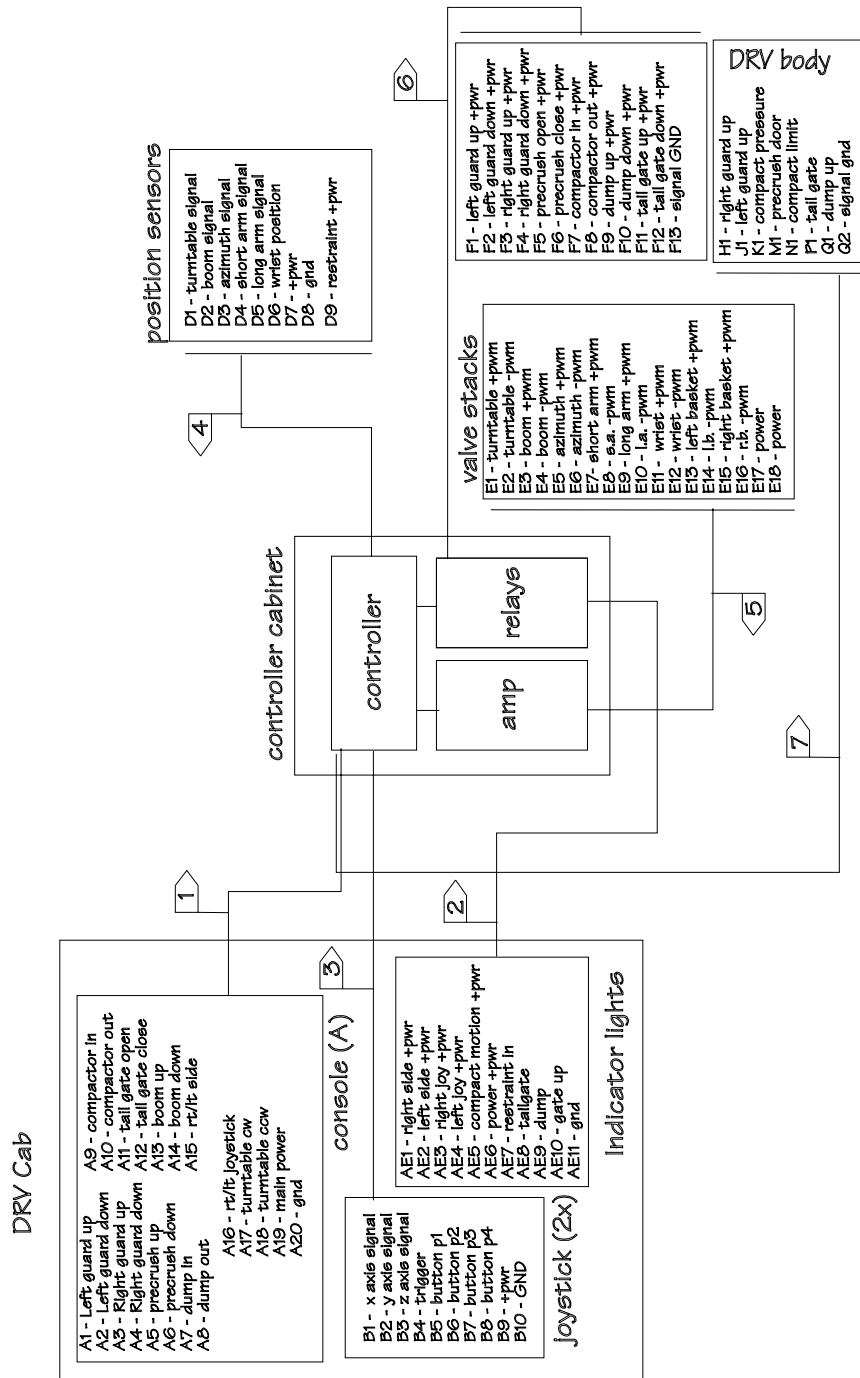 DRV Cab
A1 - Left guard up
A2 - Left guard down
A3 - Right guard up
A4 - Right guard down
A5 - precrush up
A6 - precrush down
A7 - dump in
A8 - dump out
A9 - compactor in
A10 - compactor out
A11 - tail gate open
A12 - tail gate close
A13 - boom up
A14 - boom down
A15 - rt/lt side
A16 - rt/lt joystick
A17 - turntable cw
A18 - turntable ccw
A19 - main power
A20 - gnd
console (A)
B1 - x axis signal
B2 - y axis signal
B3 - z axis signal
B4 - trigger
B5 - button p1
B6 - button p2
B7 - button p3
B8 - button p4
B9 - +pwr
B10 - GND
joystick (2x)
AE1 - right side +pwr
AE2 - left side +pwr
AE3 - right joy +pwr
AE4 - left joy +pwr
AE5 - compact motion +pwr
AE6 - power +pwr
AE7 - restraint in
AE8 - tailgate
AE9 - dump
AE10 - gate up
AE11 - gnd
Indicator lights
1
2
3
controller cabinet
controller
amp
relays
4
5
6
7
position sensors
D1 - turntable signal
D2 - boom signal
D3 - azimuth signal
D4 - short arm signal
D5 - long arm signal
D6 - wrist position
D7 - +pwr
D8 - gnd
D9 - restraint +pwr
valve stacks
E1 - turntable +pwm
E2 - turntable -pwm
E3 - boom +pwm
E4 - boom -pwm
E5 - azimuth +pwm
E6 - azimuth -pwm
E7- short arm +pwm
E8 - s.a. -pwm
E9 - long arm +pwm
E10 - l.a. -pwm
E11 - wrist +pwm
E12 - wrist -pwm
E13 - left basket +pwm
E14 - l.b. -pwm
E15 - right basket +pwm
E16 - r.b. -pwm
E17 - power
E18 - power
F1 - left guard up +pwr
F2 - left guard down +pwr
F3 - right guard up +pwr
F4 - right guard down +pwr
F5 - precrush open +pwr
F6 - precrush close +pwr
F7 - compactor in +pwr
F8 - compactor out +pwr
F9 - dump up +pwr
F10 - dump down +pwr
F11 - tail gate up +pwr
F12 - tail gate down +pwr
F13 - signal GND
DRV body
H1 - right guard up
J1 - left guard up
K1 - compact pressure
M1 - precrush door
N1 - compact limit
P1 - tail gate
Q1 - dump up
Q2 - signal gnd